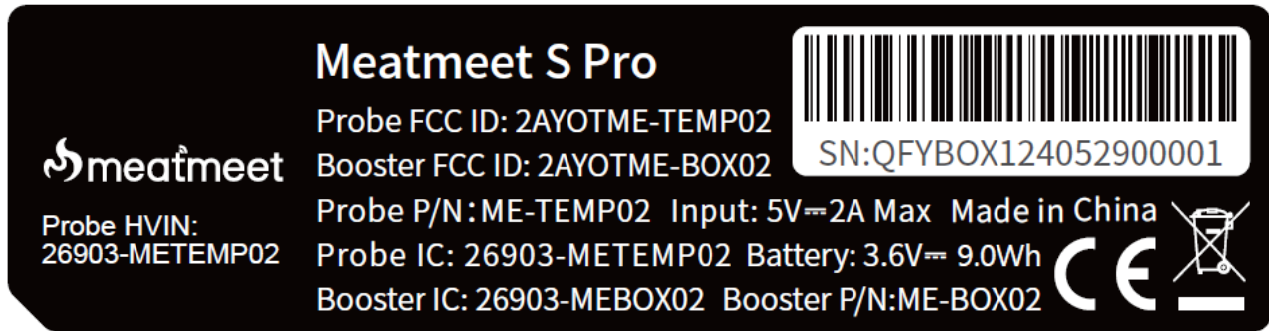 Meatmeet S Pro
Probe FCC ID: 2AYOTME-TEMP02
Booster FCC ID: 2AYOTME-BOX02
SN:QFYBOX124052900001
meatmeet
Probe HVIN:
26903-METEMP02
Probe P/N:ME-TEMP02 Input: 5V⎓2A Max Made in China
Probe IC: 26903-METEMP02 Battery: 3.6V⎓ 9.0Wh
Booster IC: 26903-MEBOX02 Booster P/N:ME-BOX02
CE